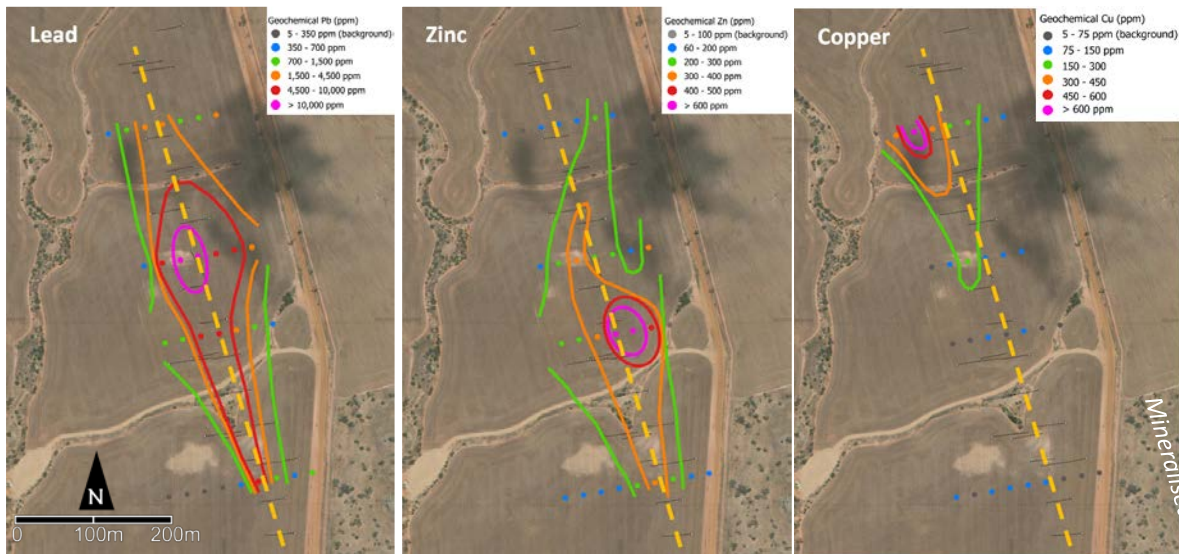 Lead
Geochemical Pb (ppm)
5 - 350 ppm (background)
350 - 700 ppm
700 - 1,500 ppm
1,500 - 4,500 ppm
4,500 - 10,000 ppm
> 10,000 ppm
N
0 100m 200m
Zinc
Geochemical Zn (ppm)
5 - 100 ppm (background)
60 - 200 ppm
200 - 300 ppm
300 - 400 ppm
400 - 500 ppm
> 600 ppm
Copper
Geochemical Cu (ppm)
5 - 75 ppm (background)
75 - 150 ppm
150 - 300
300 - 450
450 - 600
> 600 ppm